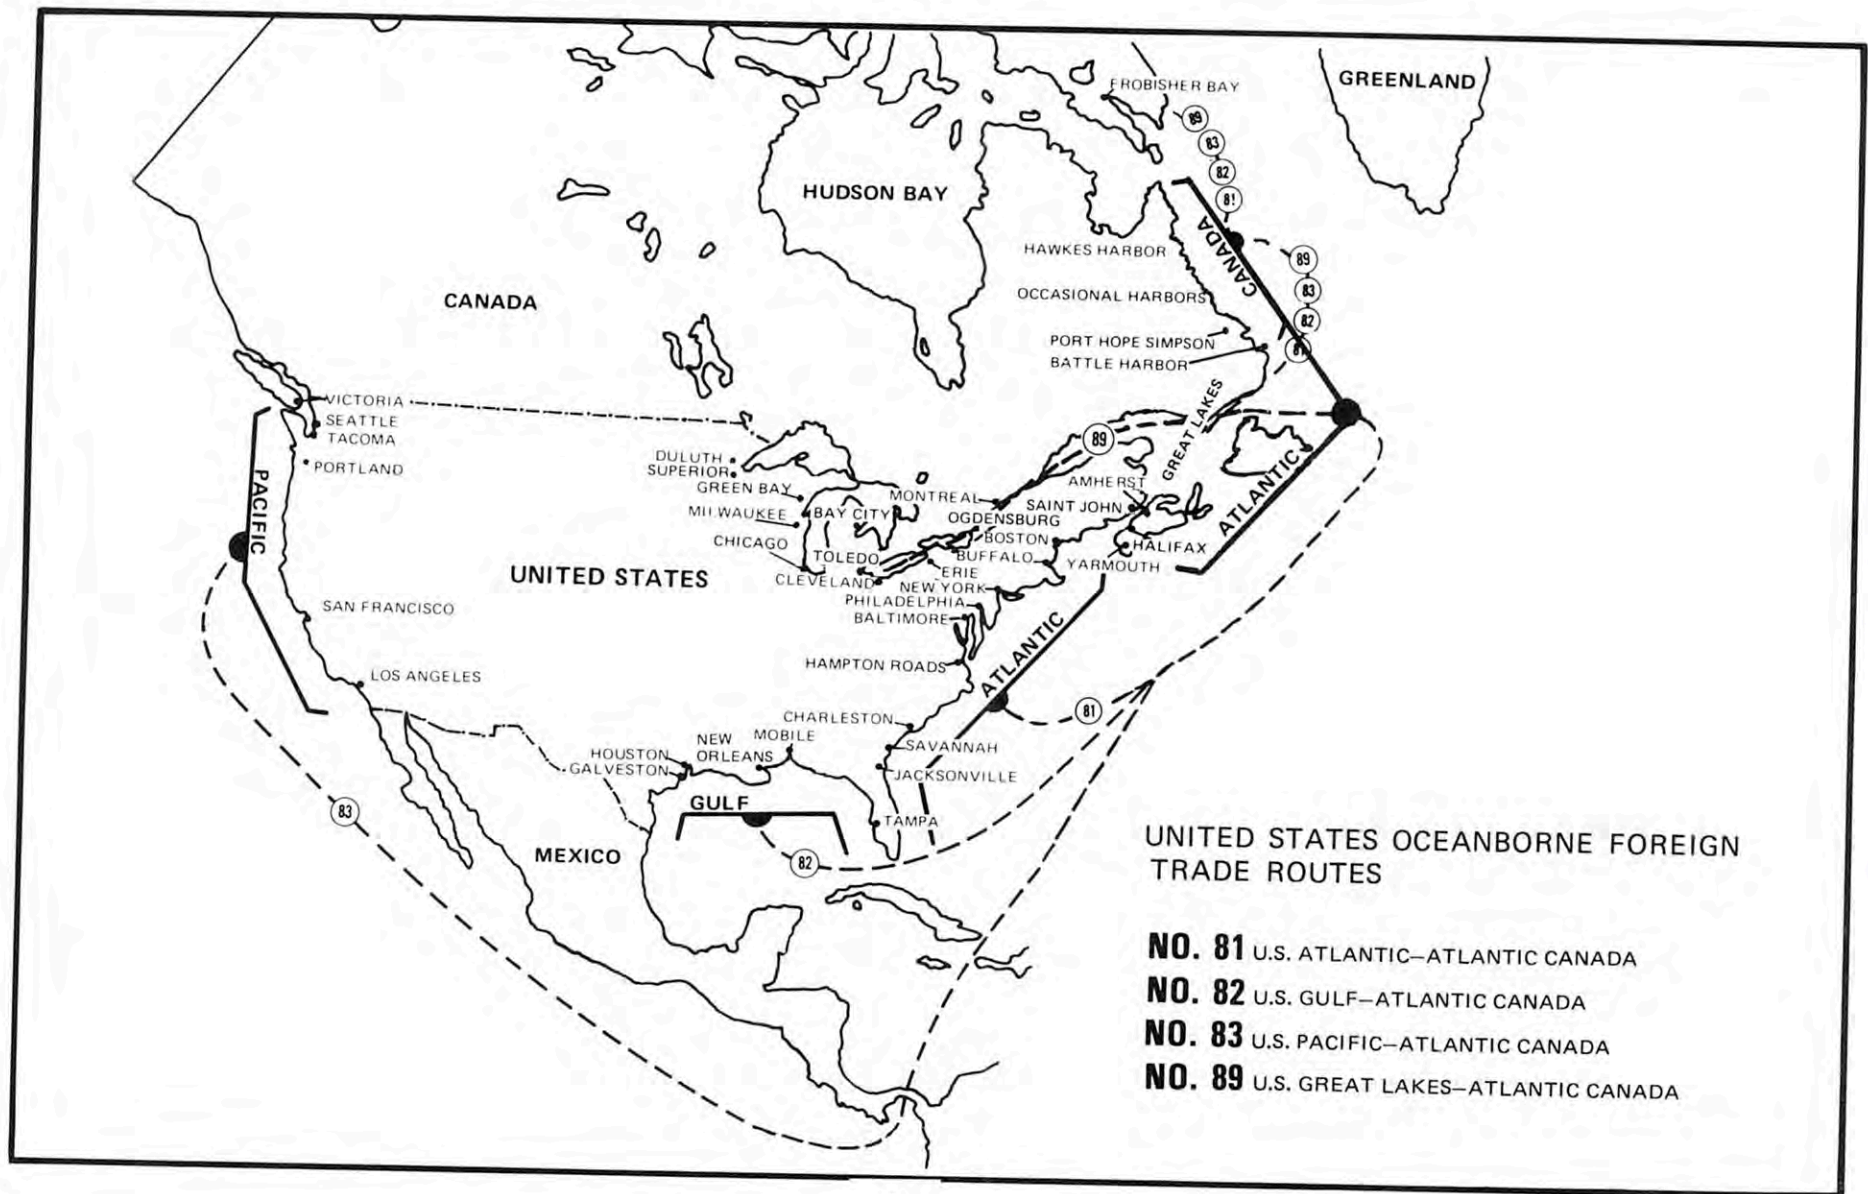 GREENLAND
FROBISHER BAY
89
83
82
81
HUDSON BAY
CANADA
HAWKES HARBOR
89
OCCASIONAL HARBORS
83
CANADA
82
PORT HOPE SIMPSON
81
BATTLE HARBOR
VICTORIA
SEATTLE
TACOMA
PORTLAND
PACIFIC
GREAT LAKES
89
DULUTH
SUPERIOR
GREEN BAY
MILWAUKEE
BAY CITY
CHICAGO
MONTREAL
AMHERST
SAINT JOHN
OGDENSBURG
BOSTON
HALIFAX
TOLEDO
BUFFALO
YARMOUTH
ERIE
CLEVELAND
NEW YORK
ATLANTIC
UNITED STATES
PHILADELPHIA
BALTIMORE
SAN FRANCISCO
HAMPTON ROADS
ATLANTIC
LOS ANGELES
81
CHARLESTON
SAVANNAH
JACKSONVILLE
MOBILE
NEW
ORLEANS
HOUSTON
GALVESTON
GULF
TAMPA
83
82
MEXICO
UNITED STATES OCEANBORNE FOREIGN
TRADE ROUTES
NO. 81 U.S. ATLANTIC–ATLANTIC CANADA
NO. 82 U.S. GULF–ATLANTIC CANADA
NO. 83 U.S. PACIFIC–ATLANTIC CANADA
NO. 89 U.S. GREAT LAKES–ATLANTIC CANADA